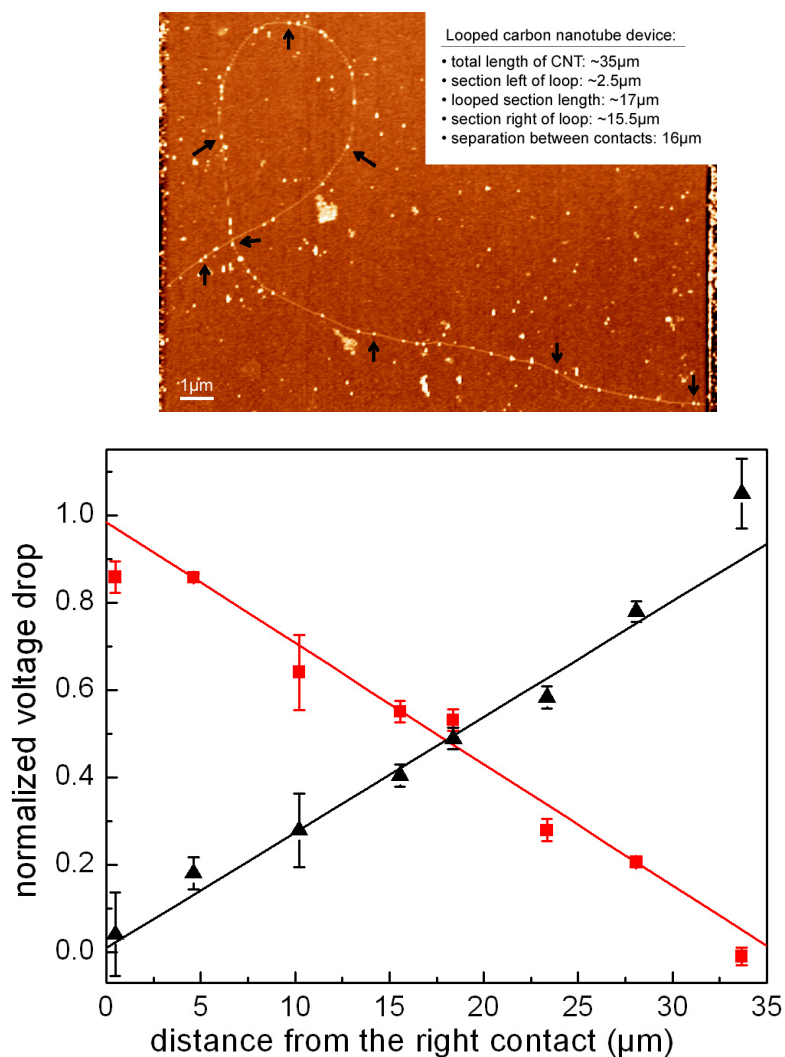 Looped carbon nanotube device:
• total length of CNT: ~35μm
• section left of loop: ~2.5μm
• looped section length: ~17μm
• section right of loop: ~15.5μm
• separation between contacts: 16μm
1μm
normalized voltage drop
1.0
0.8
0.6
0.4
0.2
0.0
0 5 10 15 20 25 30 35
distance from the right contact (μm)